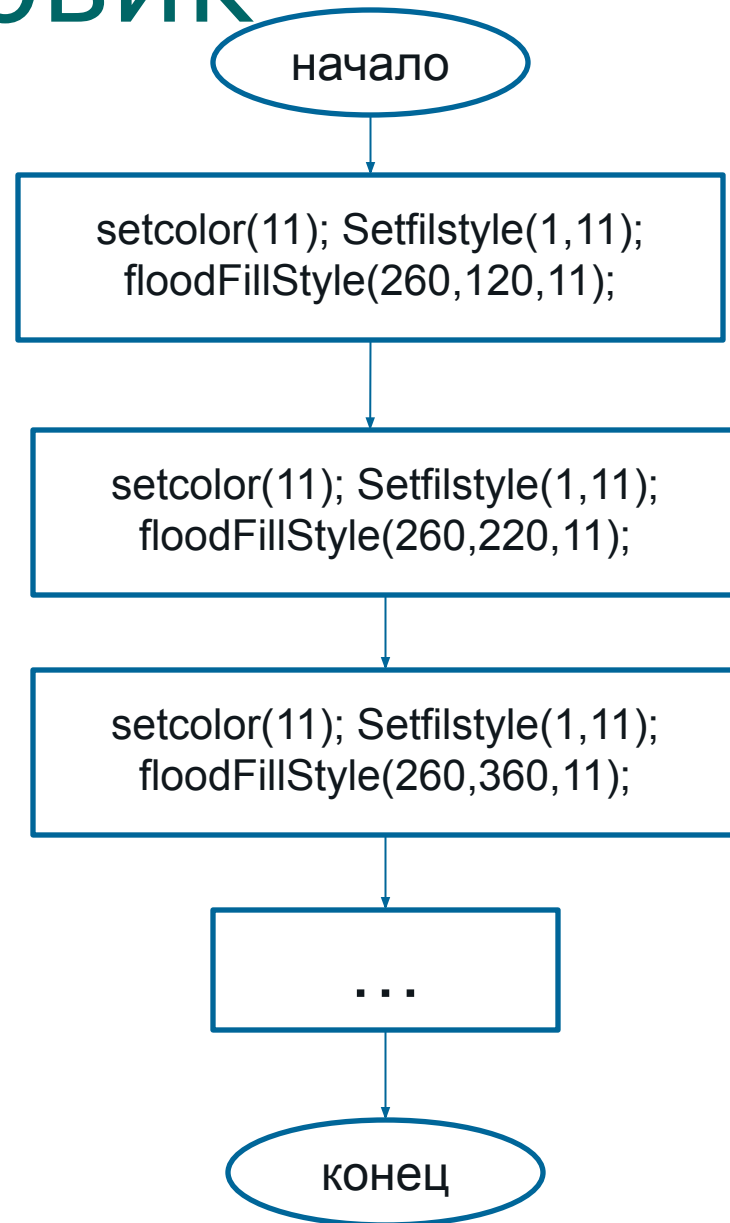 начало
setcolor(11); Setfilstyle(1,11);
floodFillStyle(260,120,11);
setcolor(11); Setfilstyle(1,11);
floodFillStyle(260,220,11);
setcolor(11); Setfilstyle(1,11);
floodFillStyle(260,360,11);
...
конец